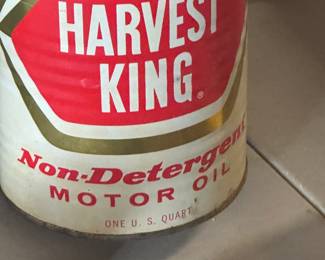 HARVEST
KING®
Non-Detergent
MOTOR OIL
ONE U. S. QUART